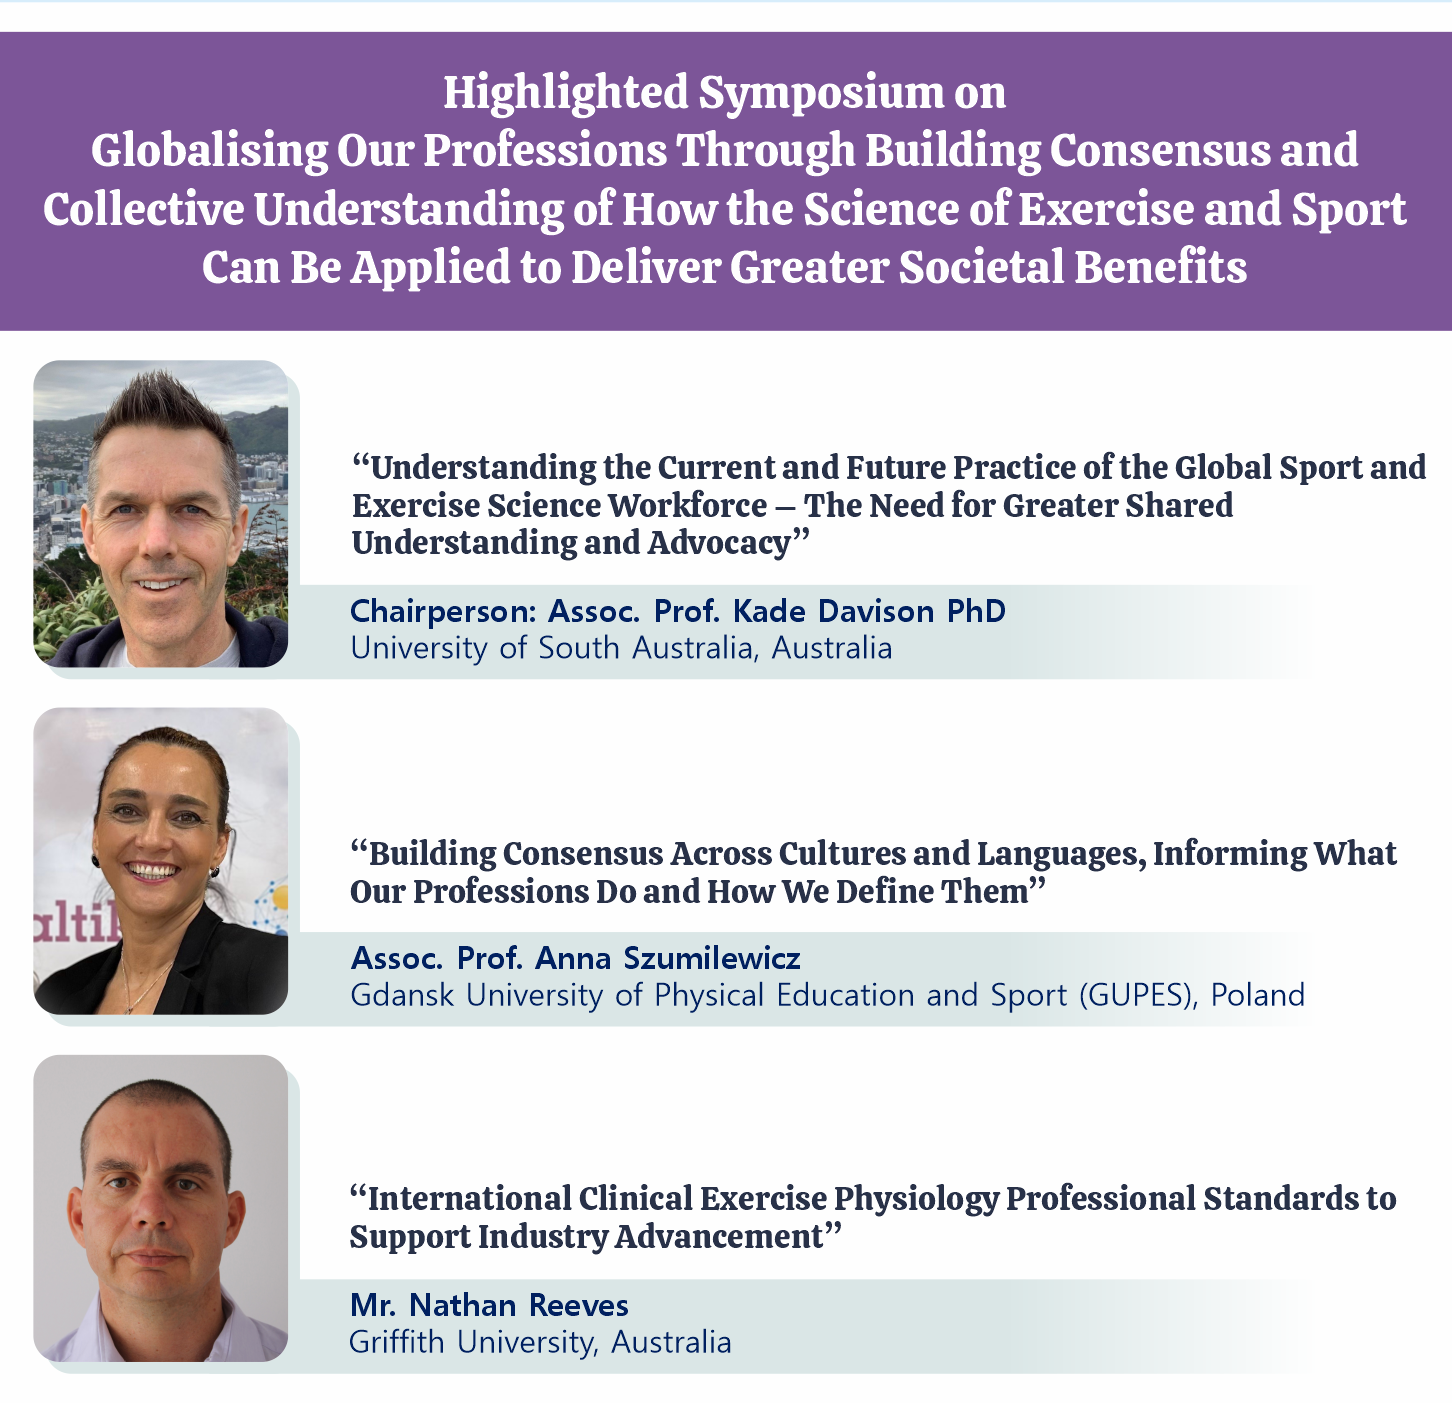 Highlighted Symposium on
Globalising Our Professions Through Building Consensus and
Collective Understanding of How the Science of Exercise and Sport
Can Be Applied to Deliver Greater Societal Benefits
“Understanding the Current and Future Practice of the Global Sport and
Exercise Science Workforce – The Need for Greater Shared
Understanding and Advocacy”
Chairperson: Assoc. Prof. Kade Davison PhD
University of South Australia, Australia
“Building Consensus Across Cultures and Languages, Informing What
Our Professions Do and How We Define Them”
Assoc. Prof. Anna Szumilewicz
Gdansk University of Physical Education and Sport (GUPES), Poland
“International Clinical Exercise Physiology Professional Standards to
Support Industry Advancement”
Mr. Nathan Reeves
Griffith University, Australia